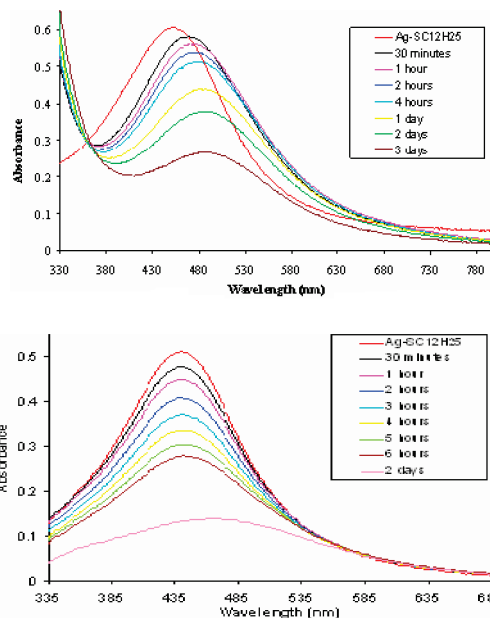 0.6
0.5
0.4
0.3
0.2
0.1
0
Absorbance
Ag-SC12H25
30 minutes
1 hour
2 hours
4 hours
1 day
2 days
3 days
330 380 430 480 530 580 630 680 730 780
Wavelength (nm)
0.5
0.4
0.3
0.2
0.1
0
Absorbance
Ag-SC12H25
30 minutes
1 hour
2 hours
3 hours
4 hours
5 hours
6 hours
2 days
335 385 435 485 535 585 635
Wavelength (nm)